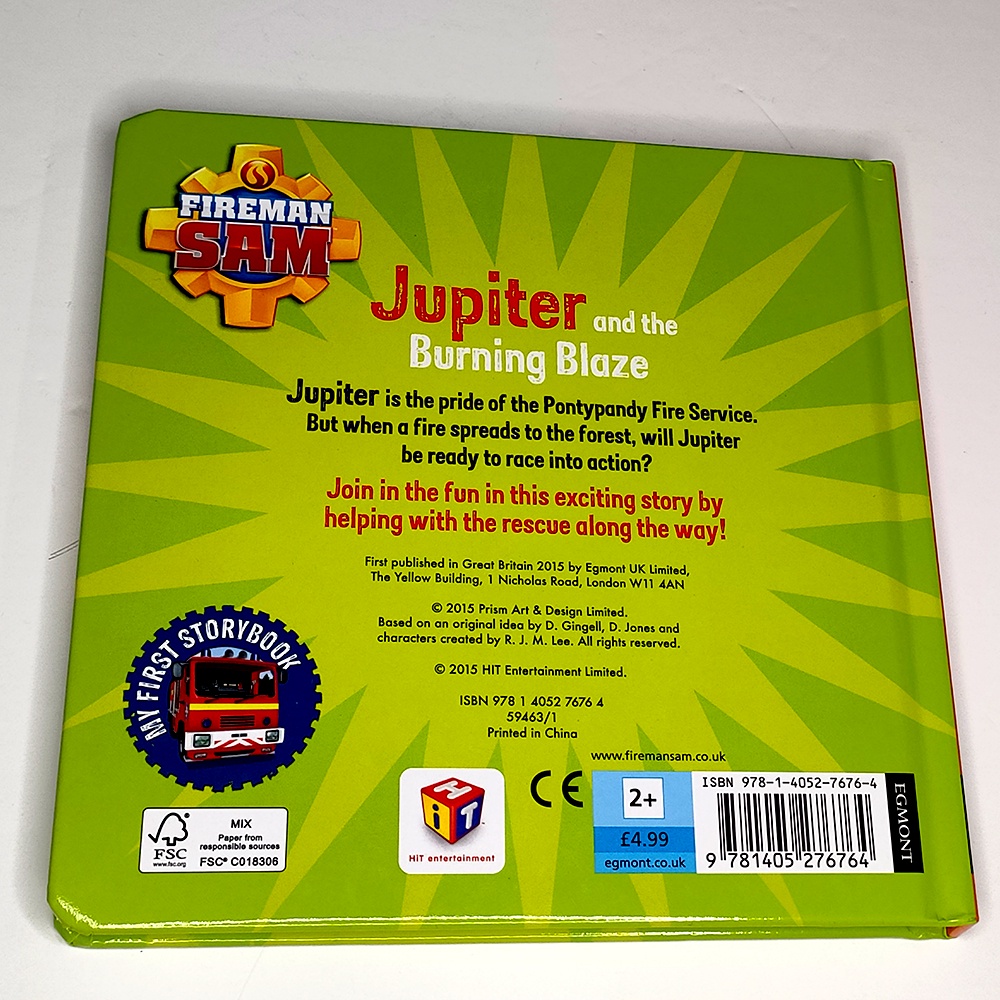 FIREMAN
SAM
Jupiter and the
Burning Blaze
Jupiter is the pride of the Pontypandy Fire Service.
But when a fire spreads to the forest, will Jupiter
be ready to race into action?
Join in the fun in this exciting story by
helping with the rescue along the way!
First published in Great Britain 2015 by Egmont UK Limited,
The Yellow Building, 1 Nicholas Road, London W11 4AN
© 2015 Prism Art & Design Limited.
Based on an original idea by D. Gingell, D. Jones and
characters created by R. J. M. Lee. All rights reserved.
© 2015 HIT Entertainment Limited.
ISBN 978 1 4052 7676 4
59463/1
Printed in China
www.firemansam.co.uk
MY FIRST STORYBOOK
FSC
www.fsc.org
MIX
Paper from
responsible sources
FSC® C018306
HiT
HiT entertainment
CE
2+
£4.99
egmont.co.uk
ISBN 978-1-4052-7676-4
9 781405 276764
EGMONT